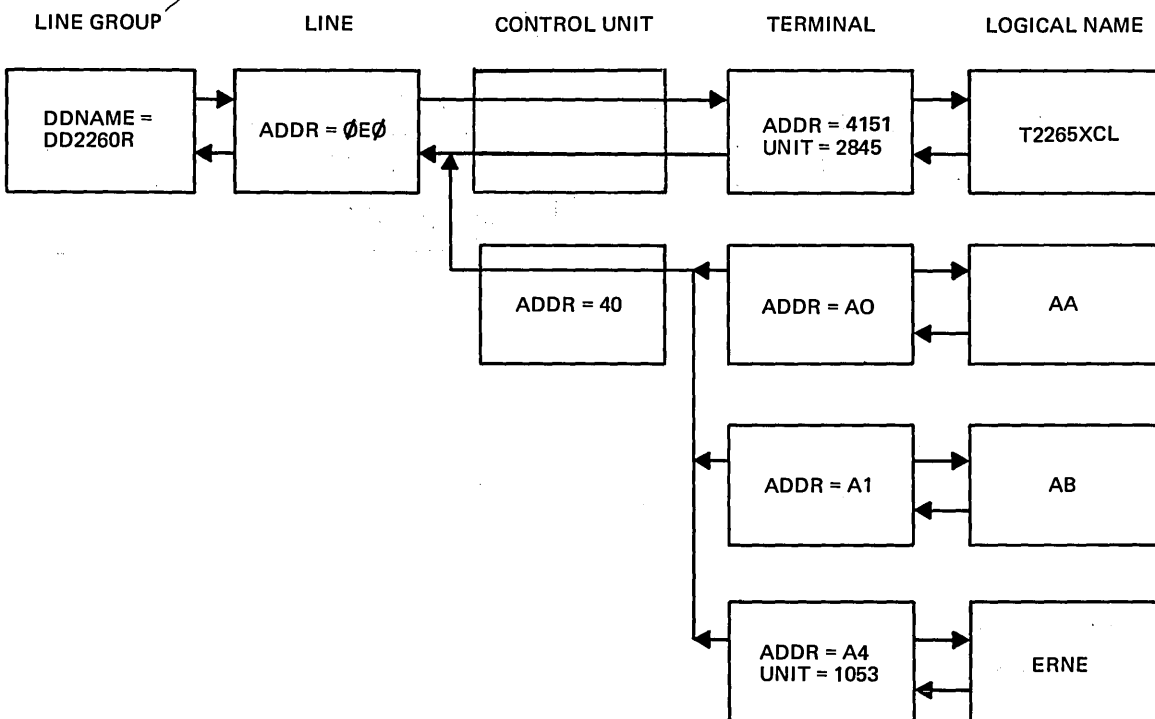 LINE GROUP LINE CONTROL UNIT TERMINAL LOGICAL NAME
DDNAME =
DD2260R
ADDR = ØEØ
ADDR = 4151
UNIT = 2845
T2265XCL
ADDR = 40
ADDR = AO
AA
ADDR = A1
AB
ADDR = A4
UNIT = 1053
ERNE